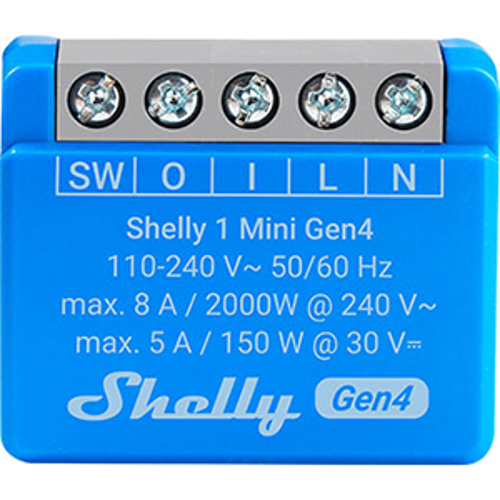 SW O I L N
Shelly 1 Mini Gen4
110-240 V~ 50/60 Hz
max. 8 A / 2000W @ 240 V~
max. 5 A / 150 W @ 30 V⎓
Shelly Gen4